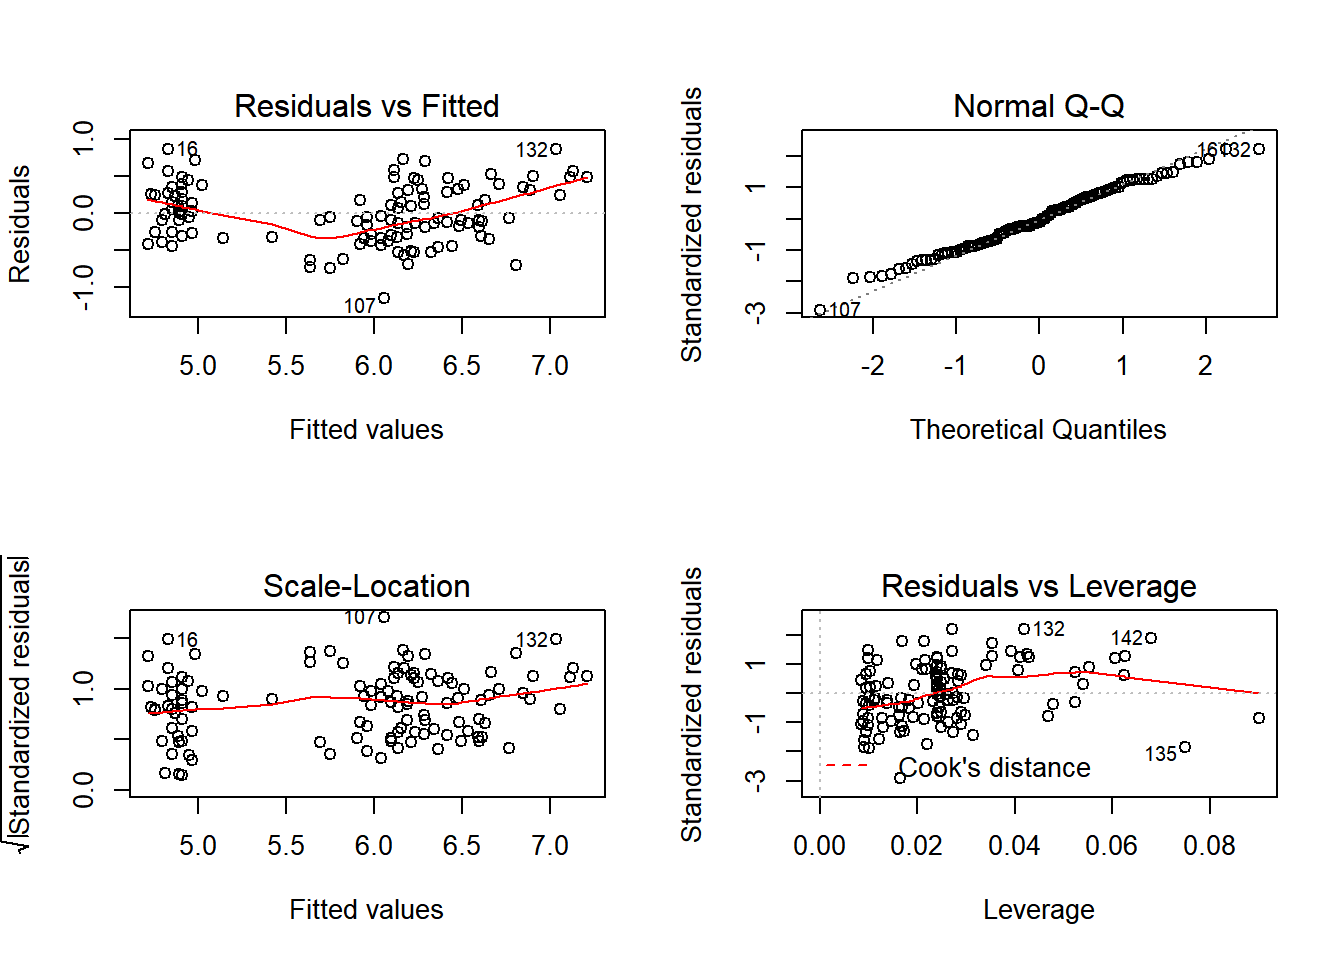 Residuals vs Fitted
Residuals
1.0
0.0
-1.0
16
132
107
5.0 5.5 6.0 6.5 7.0
Fitted values
Normal Q-Q
Standardized residuals
1
-1
-3
16132
107
-2 -1 0 1 2
Theoretical Quantiles
Scale-Location
√|Standardized residuals|
1.0
0.0
107
16
132
5.0 5.5 6.0 6.5 7.0
Fitted values
Residuals vs Leverage
Standardized residuals
1
-1
-3
132
142
135
Cook's distance
0.00 0.02 0.04 0.06 0.08
Leverage